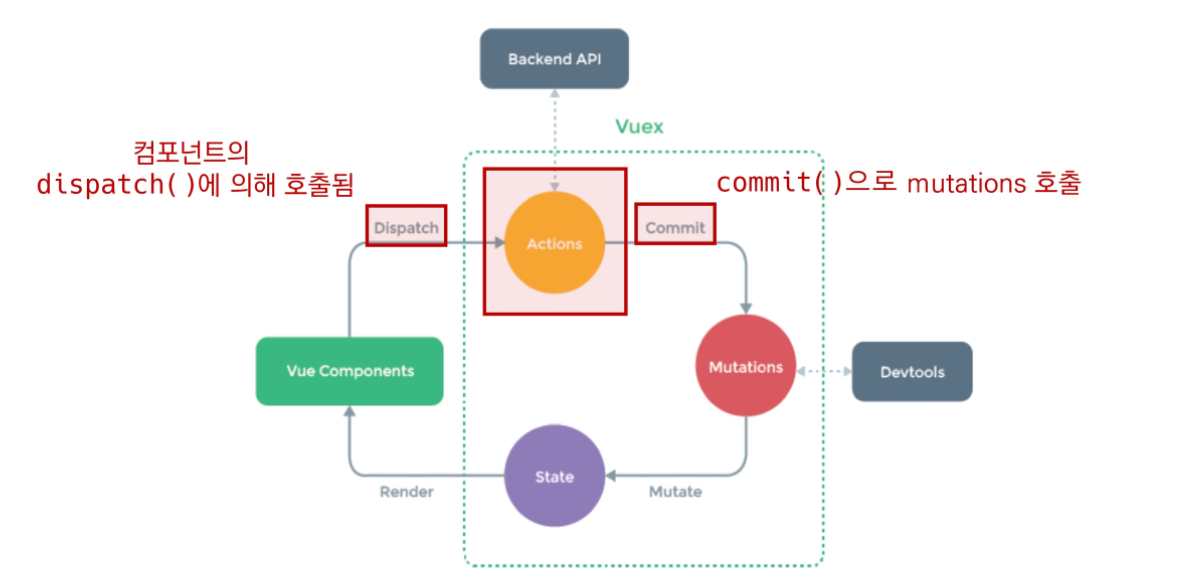 Backend API
Vuex
컴포넌트의
dispatch()에 의해 호출됨
commit()으로 mutations 호출
Dispatch
Actions
Commit
Vue Components
Mutations
Devtools
State
Render
Mutate